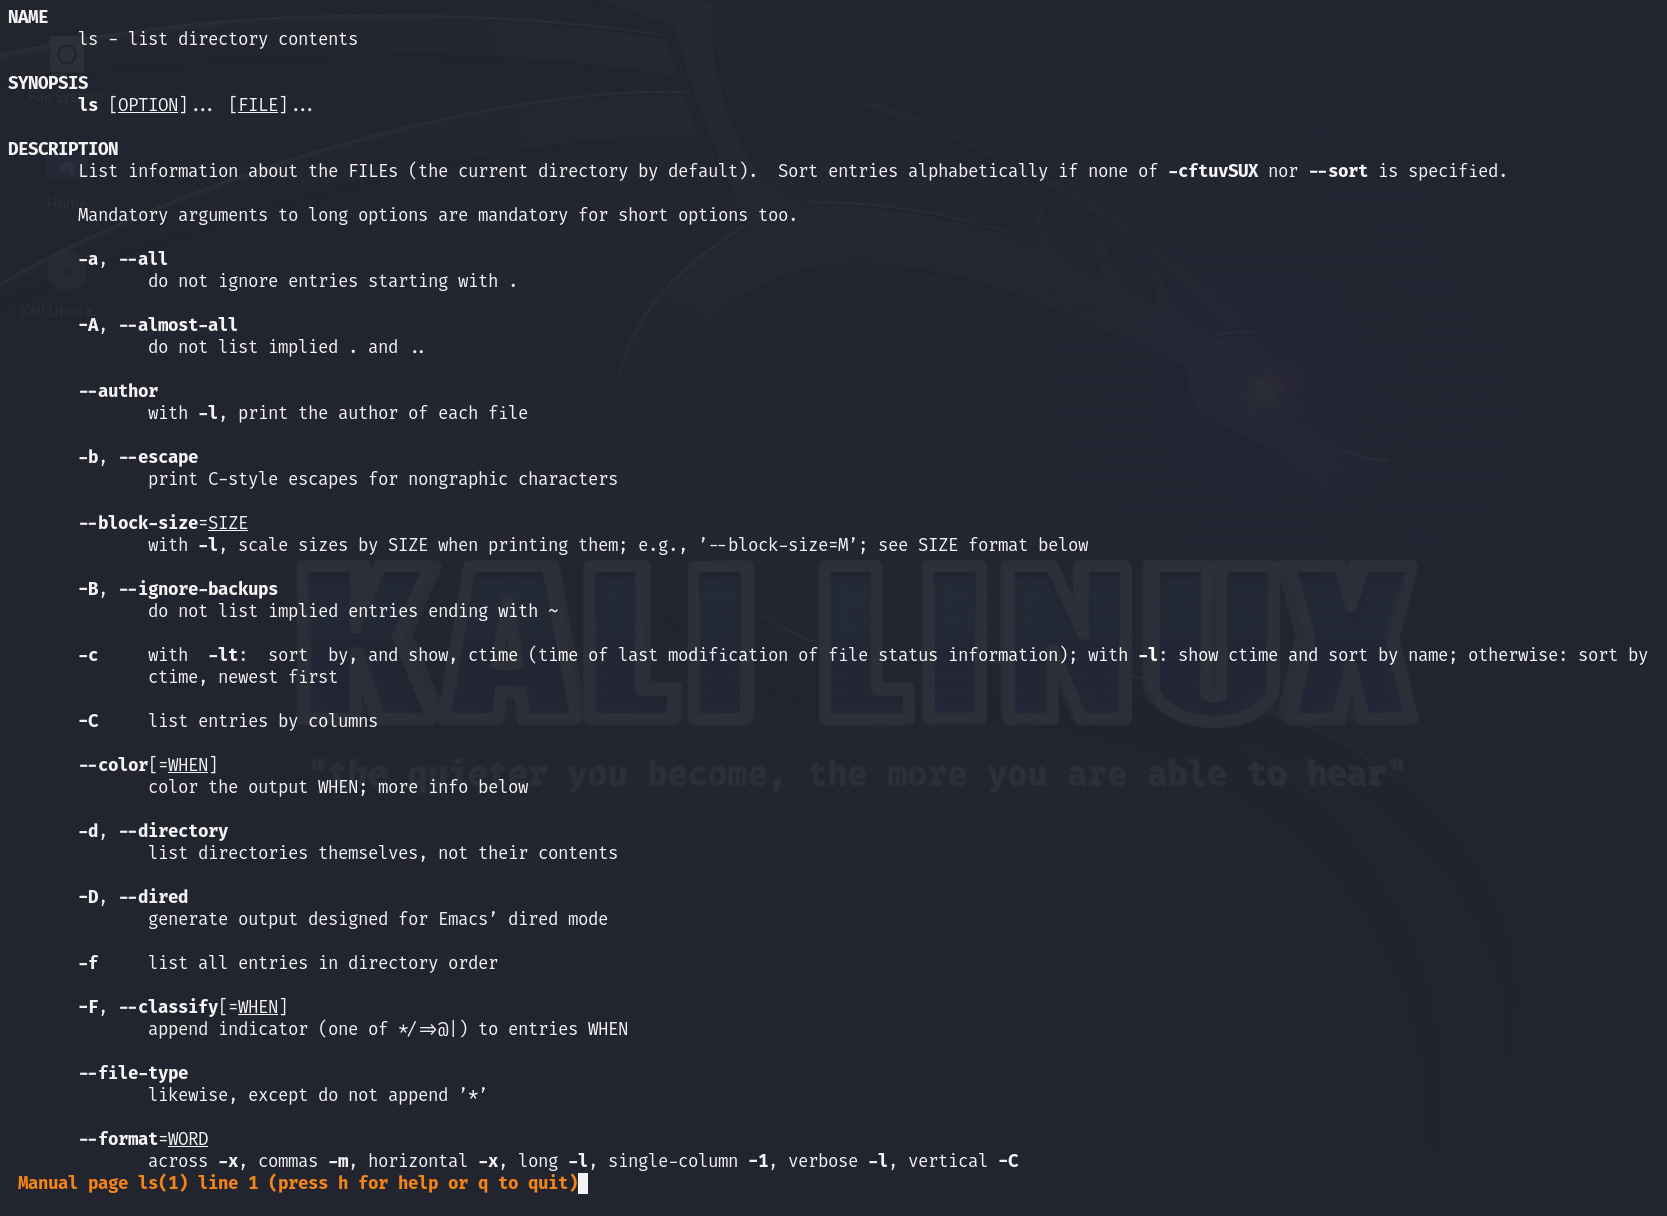 NAME
ls - list directory contents
SYNOPSIS
ls [OPTION]... [FILE]...
DESCRIPTION
List information about the FILEs (the current directory by default).  Sort entries alphabetically if none of -cftuvSUX nor --sort is specified.
Home
Mandatory arguments to long options are mandatory for short options too.
-a, --all
do not ignore entries starting with .
Kali Linux a...
-A, --almost-all
do not list implied . and ..
--author
with -l, print the author of each file
-b, --escape
print C-style escapes for nongraphic characters
--block-size=SIZE
with -l, scale sizes by SIZE when printing them; e.g., '--block-size=M'; see SIZE format below
-B, --ignore-backups
do not list implied entries ending with ~
KALI LINUX
-c     with  -lt:  sort  by, and show, ctime (time of last modification of file status information); with -l: show ctime and sort by name; otherwise: sort by
ctime, newest first
-C     list entries by columns
--color[=WHEN]
"the quieter you become, the more you are able to hear"
color the output WHEN; more info below
-d, --directory
list directories themselves, not their contents
-D, --dired
generate output designed for Emacs' dired mode
-f     list all entries in directory order
-F, --classify[=WHEN]
append indicator (one of */=>@|) to entries WHEN
--file-type
likewise, except do not append '*'
--format=WORD
across -x, commas -m, horizontal -x, long -l, single-column -1, verbose -l, vertical -C
Manual page ls(1) line 1 (press h for help or q to quit)